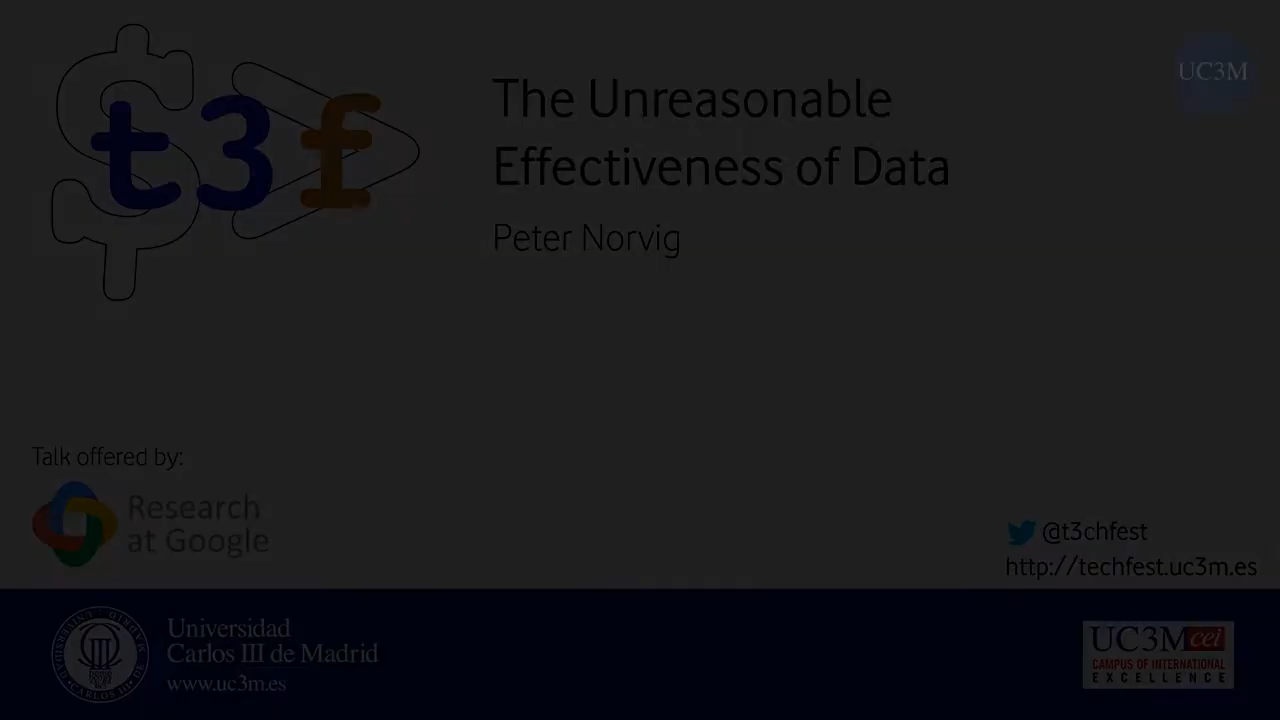 t3f
The Unreasonable
Effectiveness of Data
Peter Norvig
UC3M
Talk offered by:
Research
at Google
@t3chfest
http://techfest.uc3m.es
Universidad
Carlos III de Madrid
www.uc3m.es
UC3M cei
CAMPUS OF INTERNATIONAL
EXCELLENCE